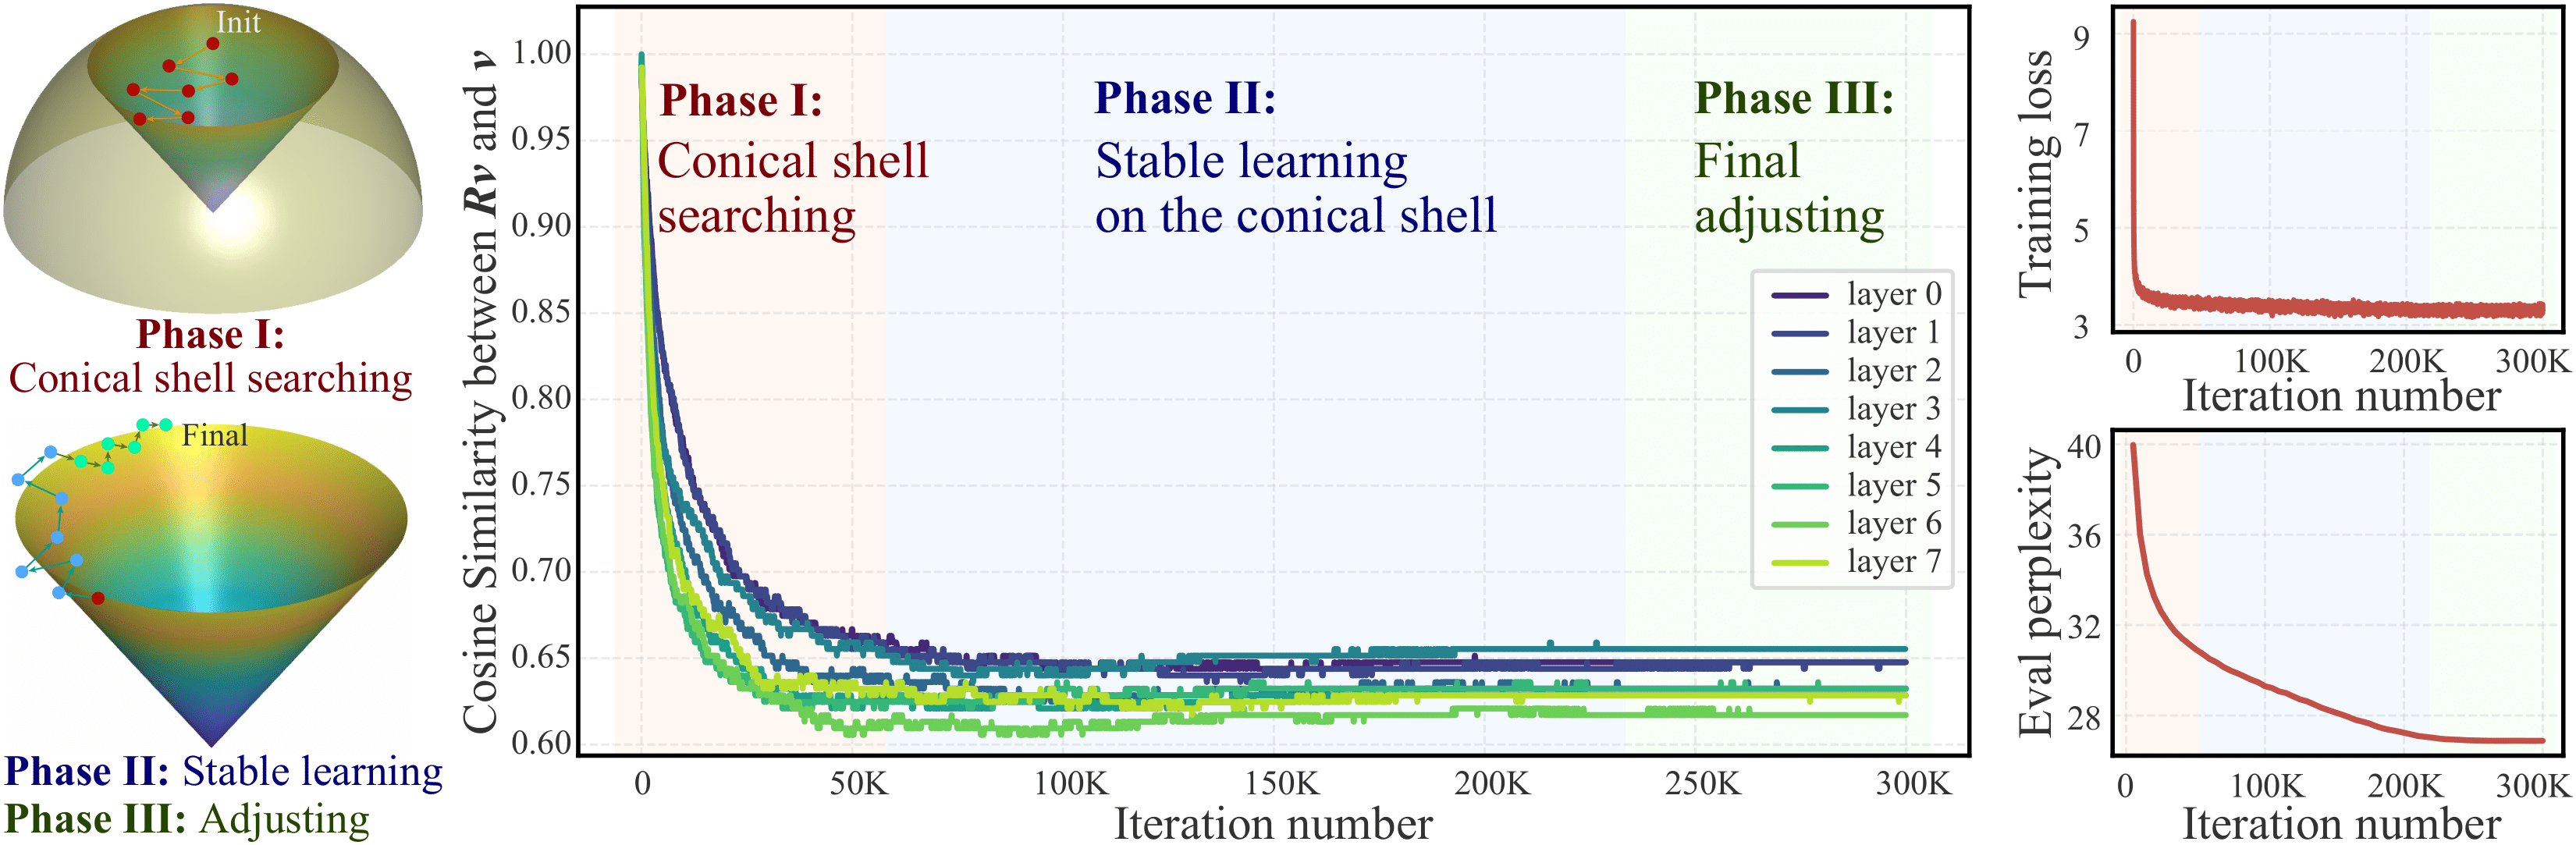 Init
Phase I:
Conical shell searching
Final
Phase II: Stable learning
Phase III: Adjusting
Cosine Similarity between Rv and v
1.00
0.95
0.90
0.85
0.80
0.75
0.70
0.65
0.60
Phase I:
Conical shell
searching
Phase II:
Stable learning
on the conical shell
Phase III:
Final
adjusting
layer 0
layer 1
layer 2
layer 3
layer 4
layer 5
layer 6
layer 7
0 50K 100K 150K 200K 250K 300K
Iteration number
Training loss
9
7
5
3
0 100K 200K 300K
Iteration number
Eval perplexity
40
36
32
28
0 100K 200K 300K
Iteration number